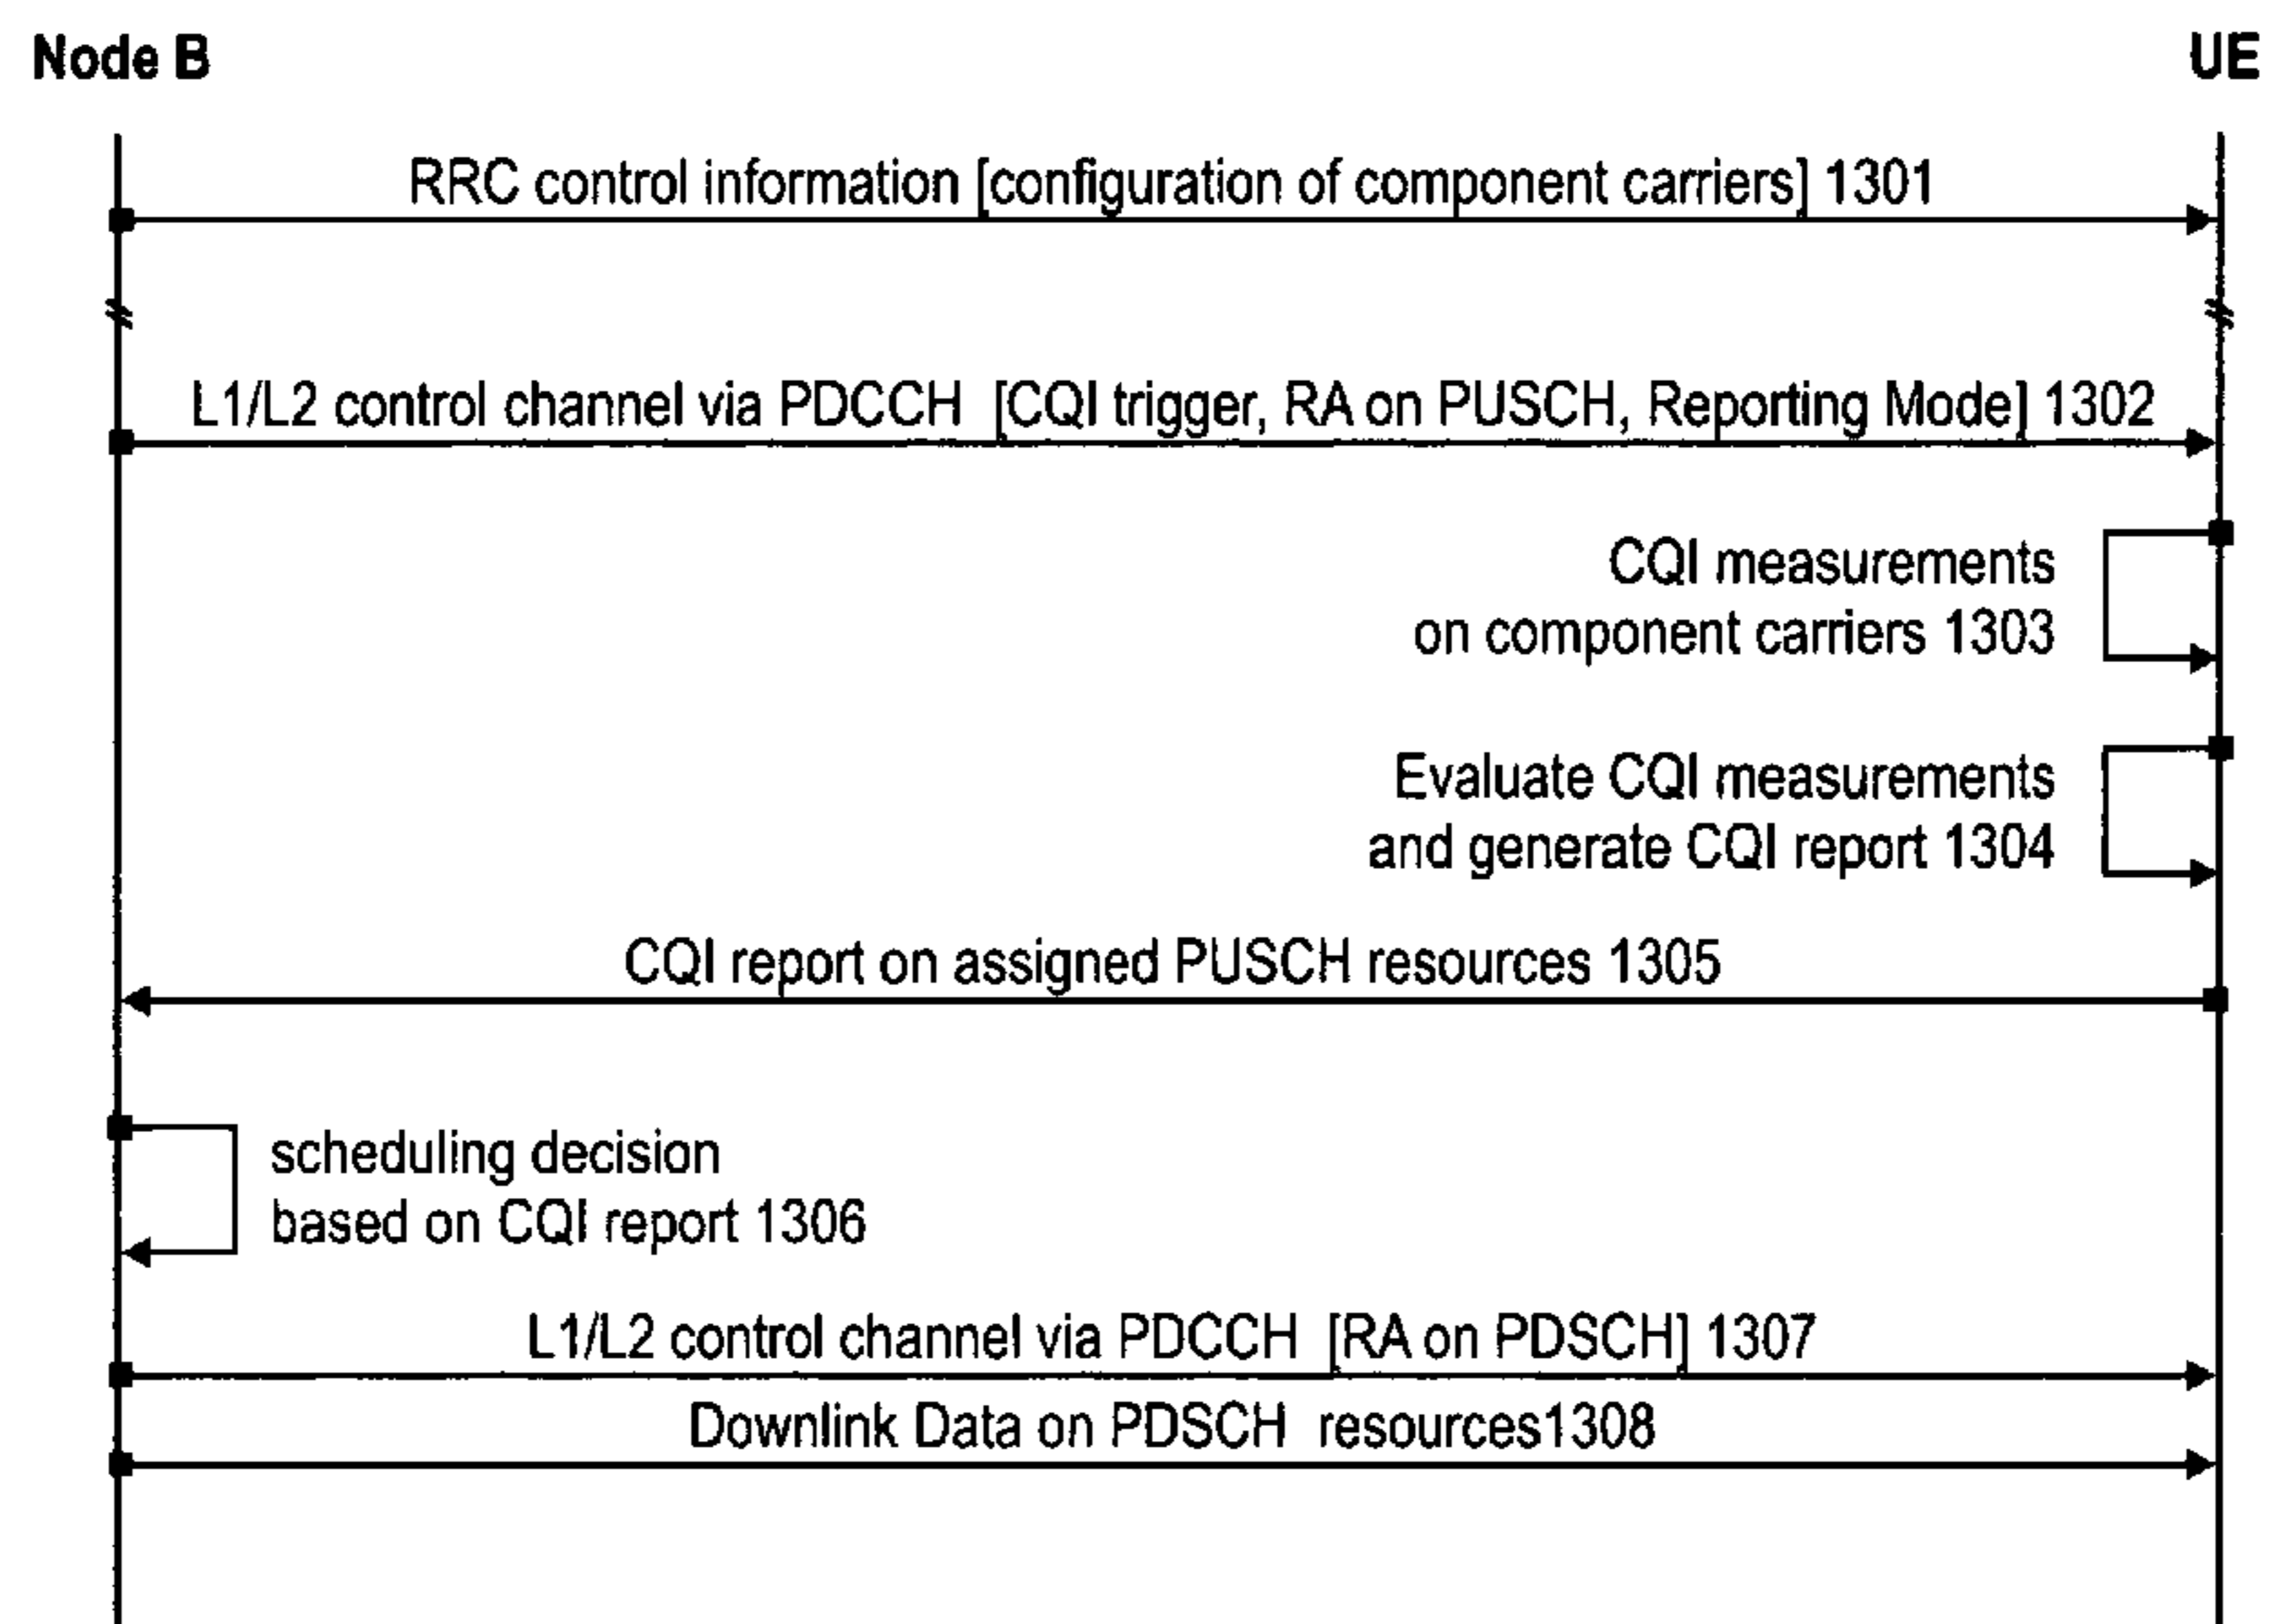 Node B
UE
RRC control information [configuration of component carriers] 1301
L1/L2 control channel via PDCCH [CQI trigger, RA on PUSCH, Reporting Mode] 1302
CQI measurements
on component carriers 1303
Evaluate CQI measurements
and generate CQI report 1304
CQI report on assigned PUSCH resources 1305
scheduling decision
based on CQI report 1306
L1/L2 control channel via PDCCH [RA on PDSCH] 1307
Downlink Data on PDSCH resources1308